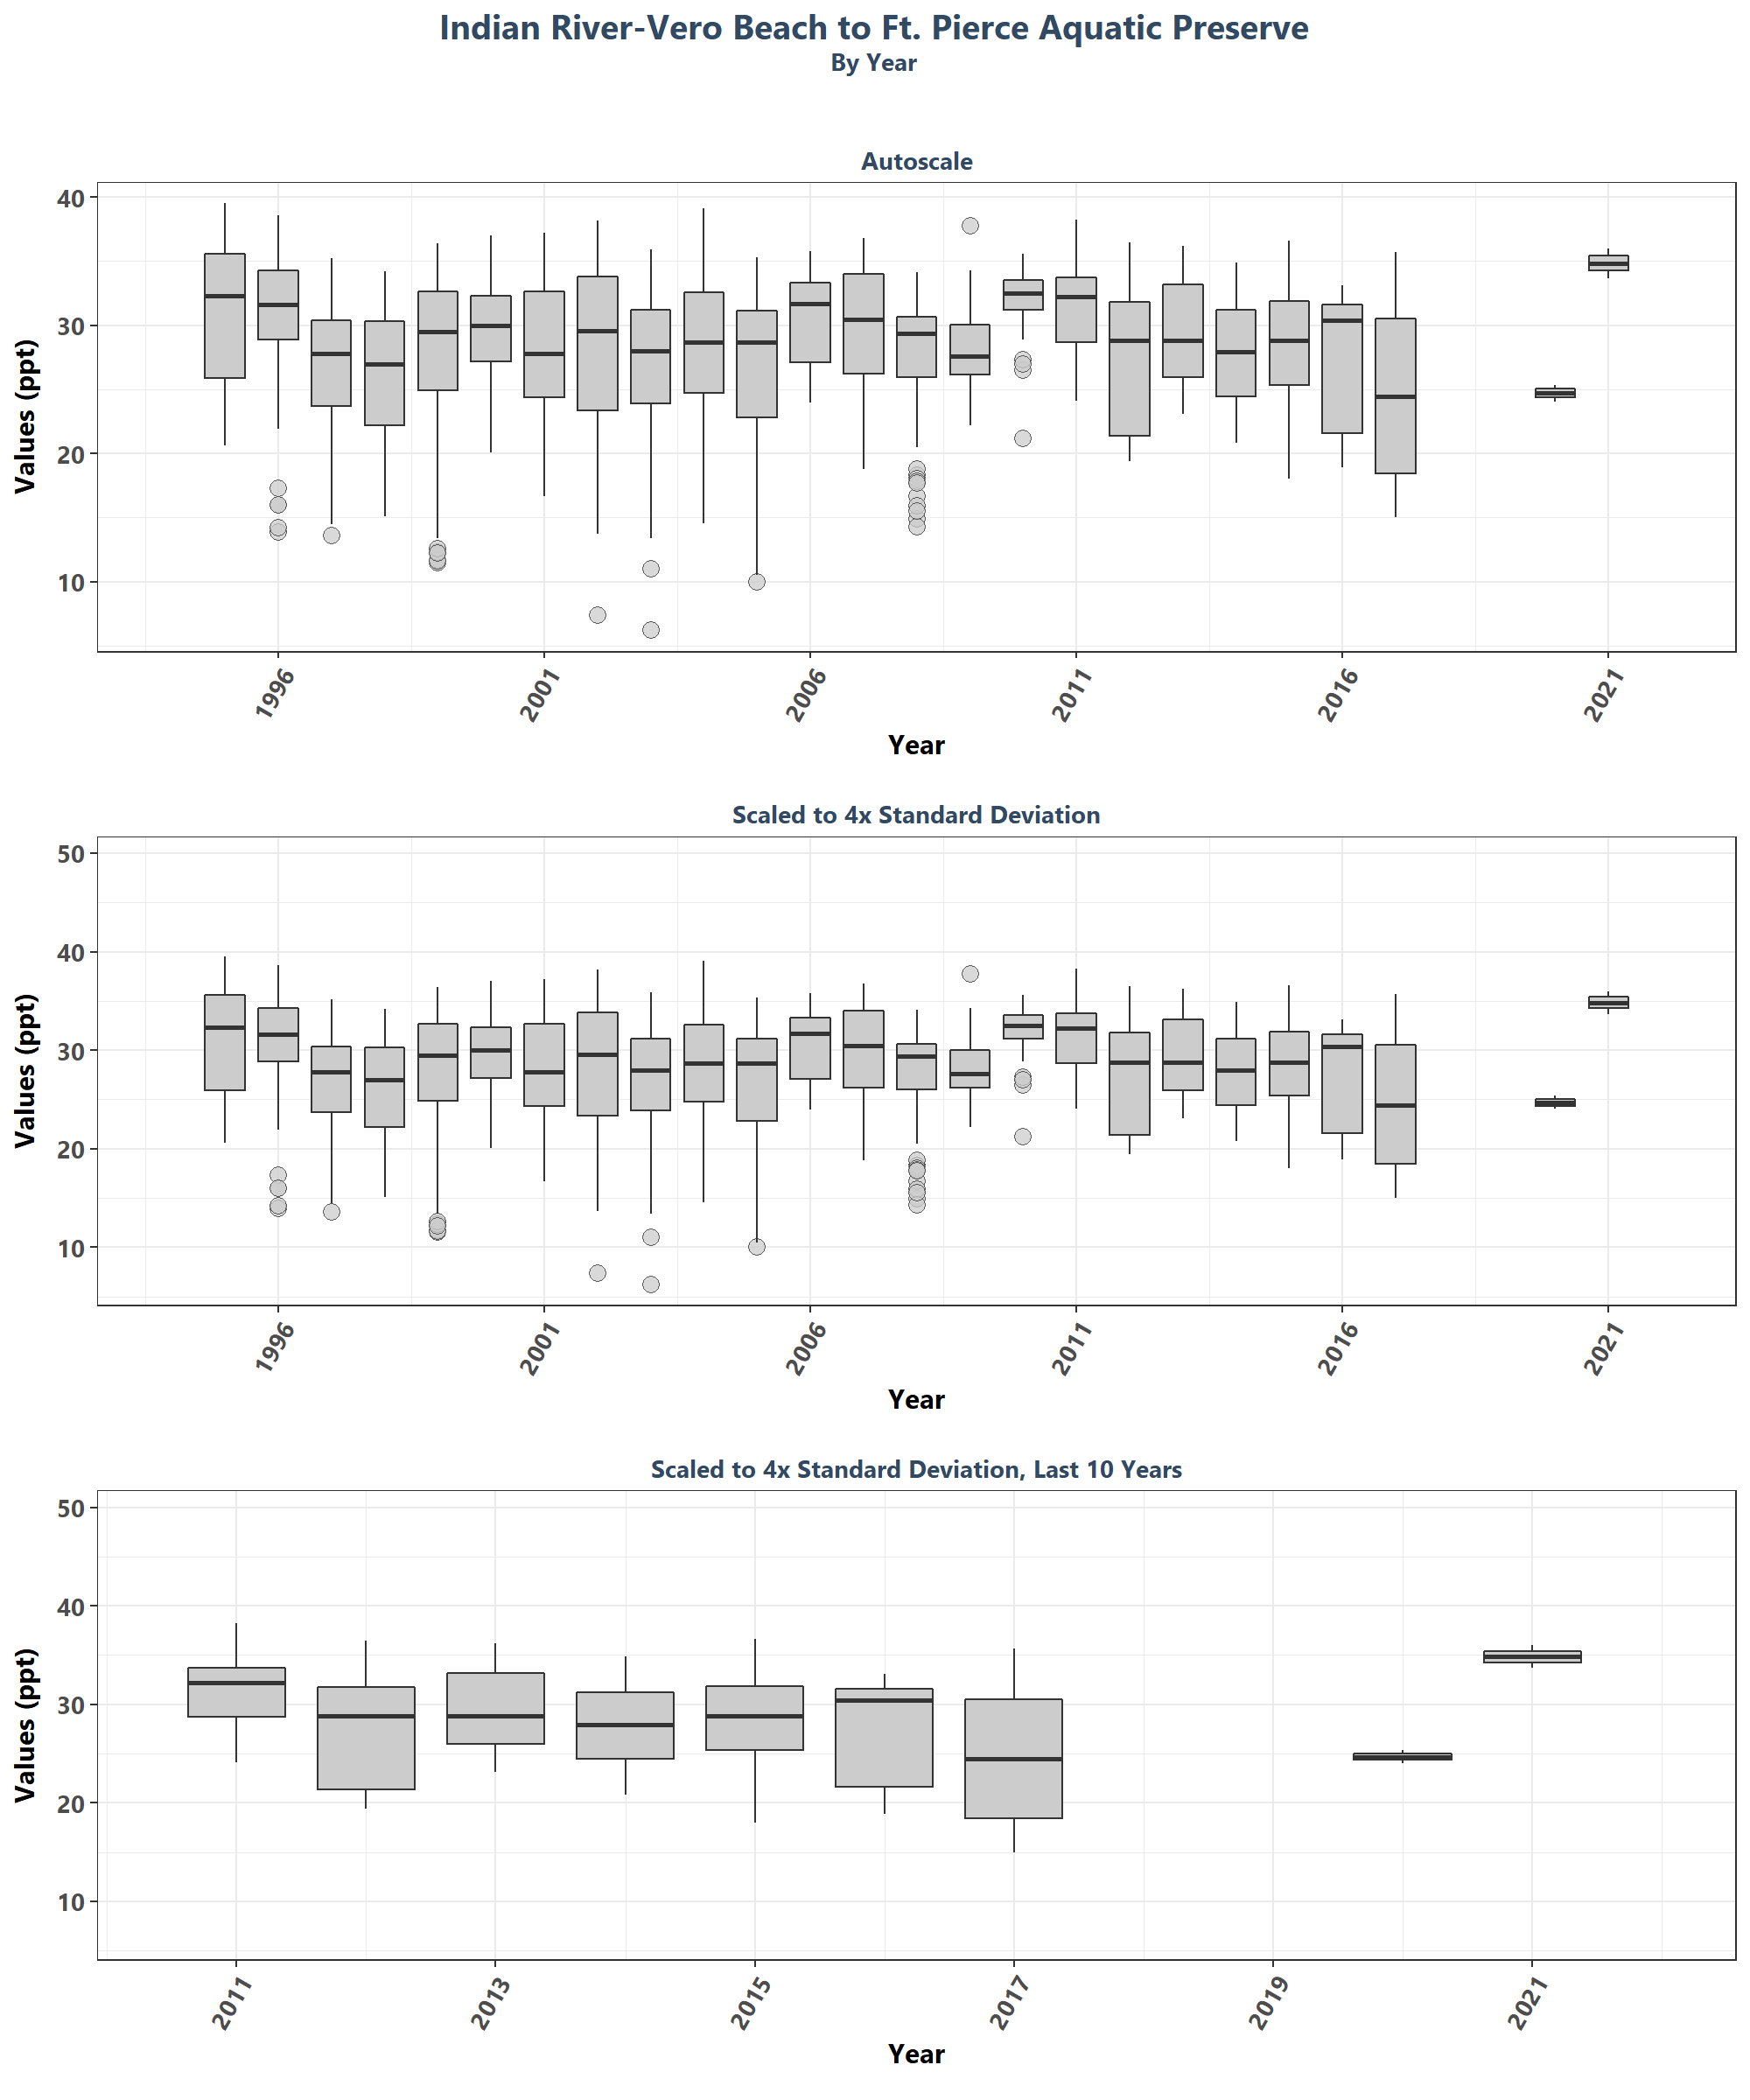 Indian River-Vero Beach to Ft. Pierce Aquatic Preserve
By Year
Autoscale
Values (ppt)
40
30
20
10
1996
2001
2006
2011
2016
2021
Year
Scaled to 4x Standard Deviation
Values (ppt)
50
40
30
20
10
1996
2001
2006
2011
2016
2021
Year
Scaled to 4x Standard Deviation, Last 10 Years
Values (ppt)
50
40
30
20
10
2011
2013
2015
2017
2019
2021
Year